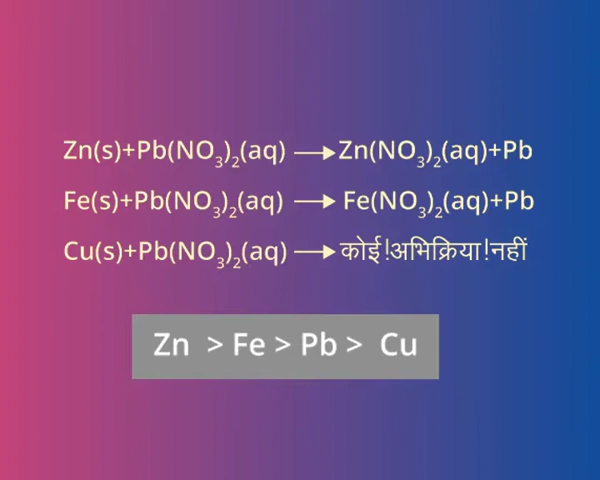 Zn(s)+Pb(NO₃)₂(aq) ⟶ Zn(NO₃)₂(aq)+Pb
Fe(s)+Pb(NO₃)₂(aq) ⟶ Fe(NO₃)₂(aq)+Pb
Cu(s)+Pb(NO₃)₂(aq) ⟶ कोई!अभिक्रिया!नहीं
Zn > Fe > Pb > Cu